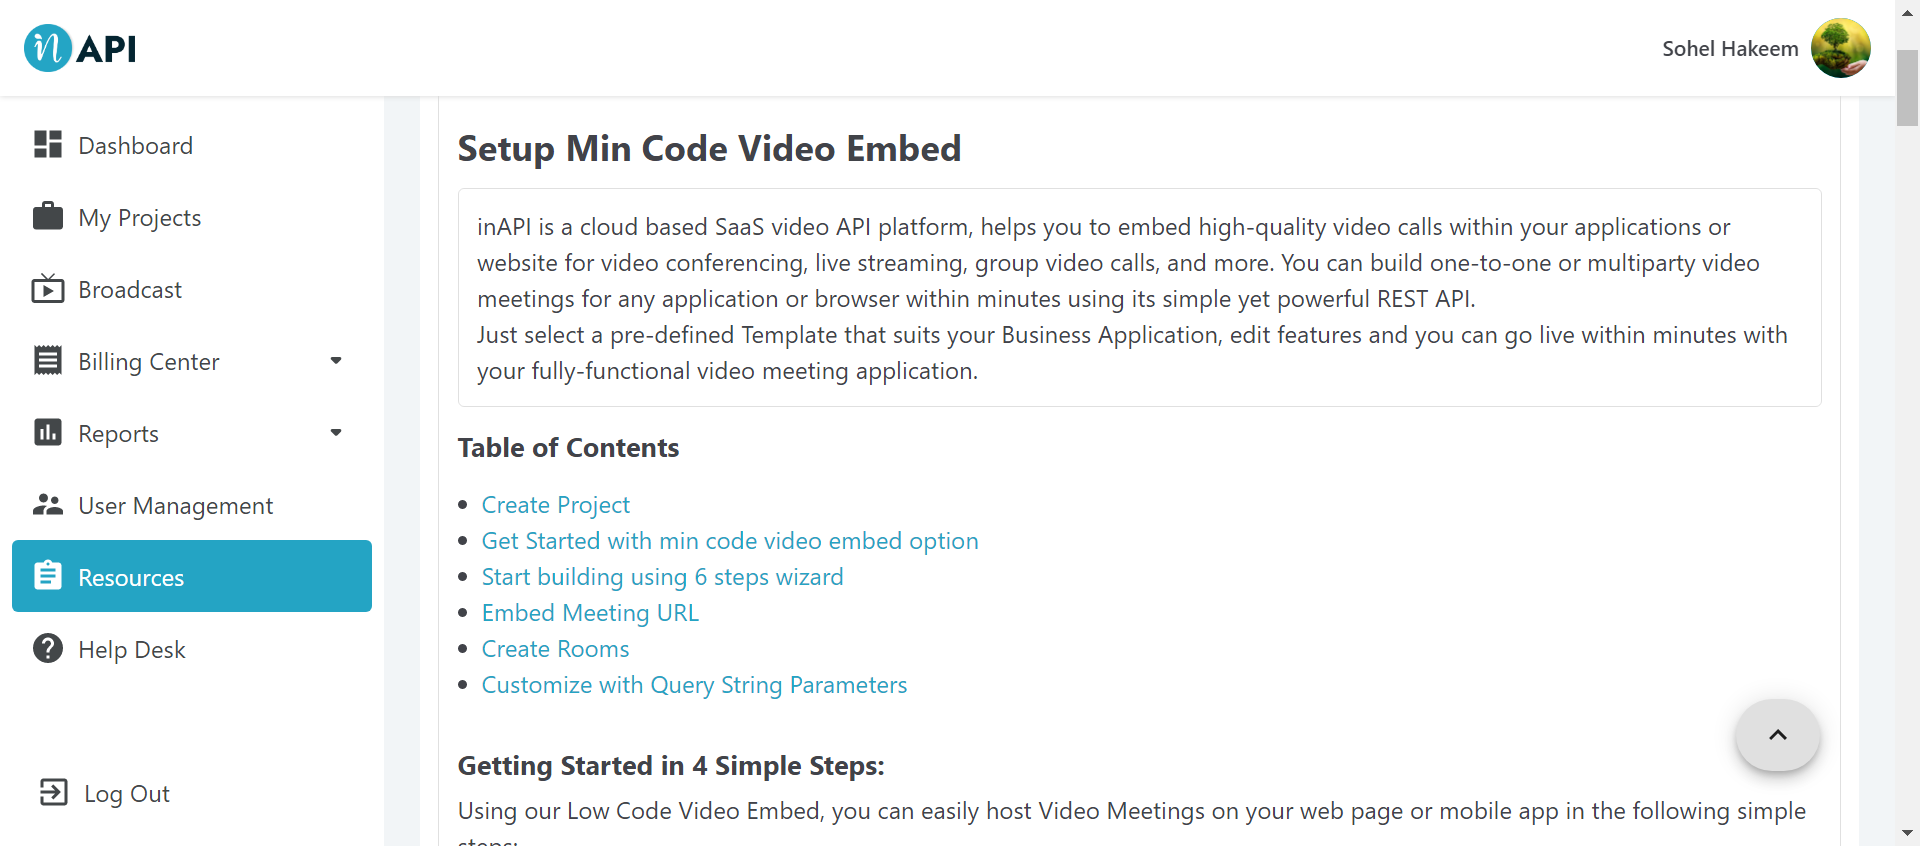 in API
Sohel Hakeem
Dashboard
My Projects
Broadcast
Billing Center
Reports
User Management
Resources
Help Desk
Log Out
Setup Min Code Video Embed
inAPI is a cloud based SaaS video API platform, helps you to embed high-quality video calls within your applications or
website for video conferencing, live streaming, group video calls, and more. You can build one-to-one or multiparty video
meetings for any application or browser within minutes using its simple yet powerful REST API.
Just select a pre-defined Template that suits your Business Application, edit features and you can go live within minutes with
your fully-functional video meeting application.
Table of Contents
Create Project
Get Started with min code video embed option
Start building using 6 steps wizard
Embed Meeting URL
Create Rooms
Customize with Query String Parameters
Getting Started in 4 Simple Steps:
Using our Low Code Video Embed, you can easily host Video Meetings on your web page or mobile app in the following simple
steps: